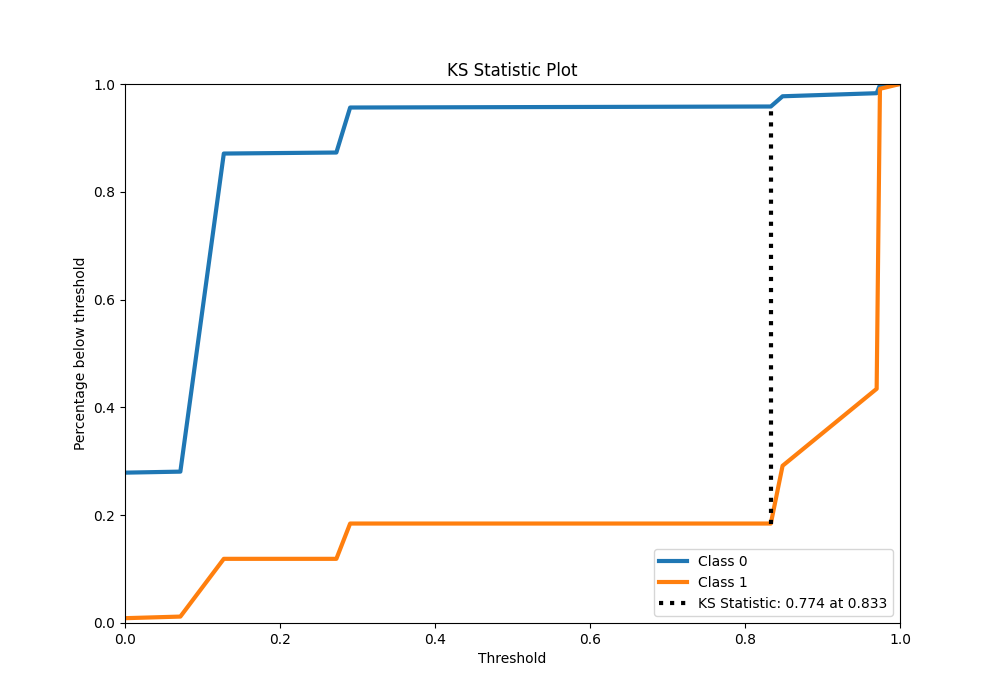 KS Statistic Plot
1.0
0.8
0.6
0.4
0.2
0.0
Percentage below threshold
0.0 0.2 0.4 0.6 0.8 1.0
Threshold
Class 0
Class 1
KS Statistic: 0.774 at 0.833